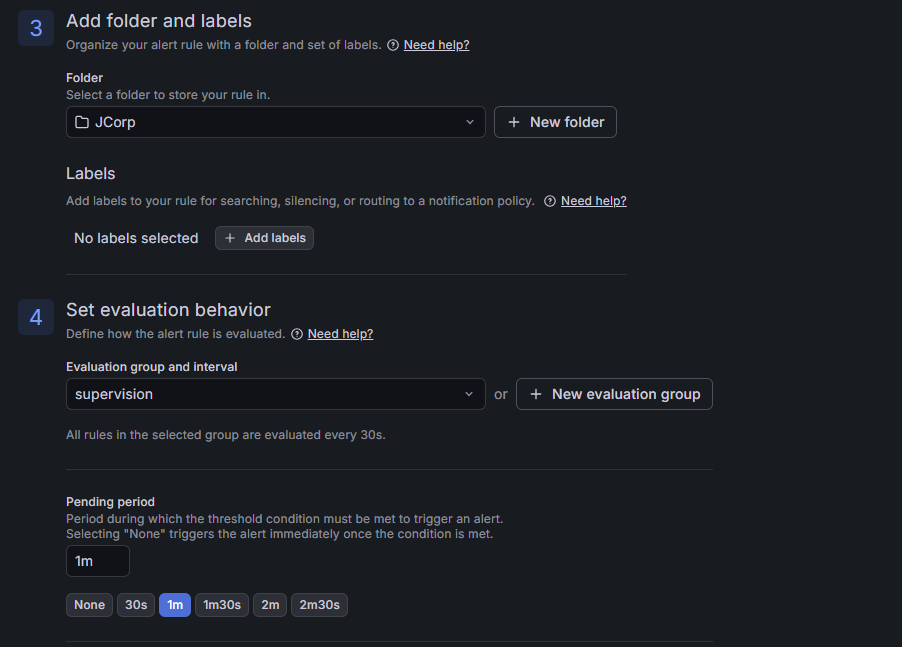 3
Add folder and labels
Organize your alert rule with a folder and set of labels. Need help?
Folder
Select a folder to store your rule in.
JCorp
+ New folder
Labels
Add labels to your rule for searching, silencing, or routing to a notification policy. Need help?
No labels selected + Add labels
4
Set evaluation behavior
Define how the alert rule is evaluated. Need help?
Evaluation group and interval
supervision or + New evaluation group
All rules in the selected group are evaluated every 30s.
Pending period
Period during which the threshold condition must be met to trigger an alert.
Selecting "None" triggers the alert immediately once the condition is met.
1m
None 30s 1m 1m30s 2m 2m30s